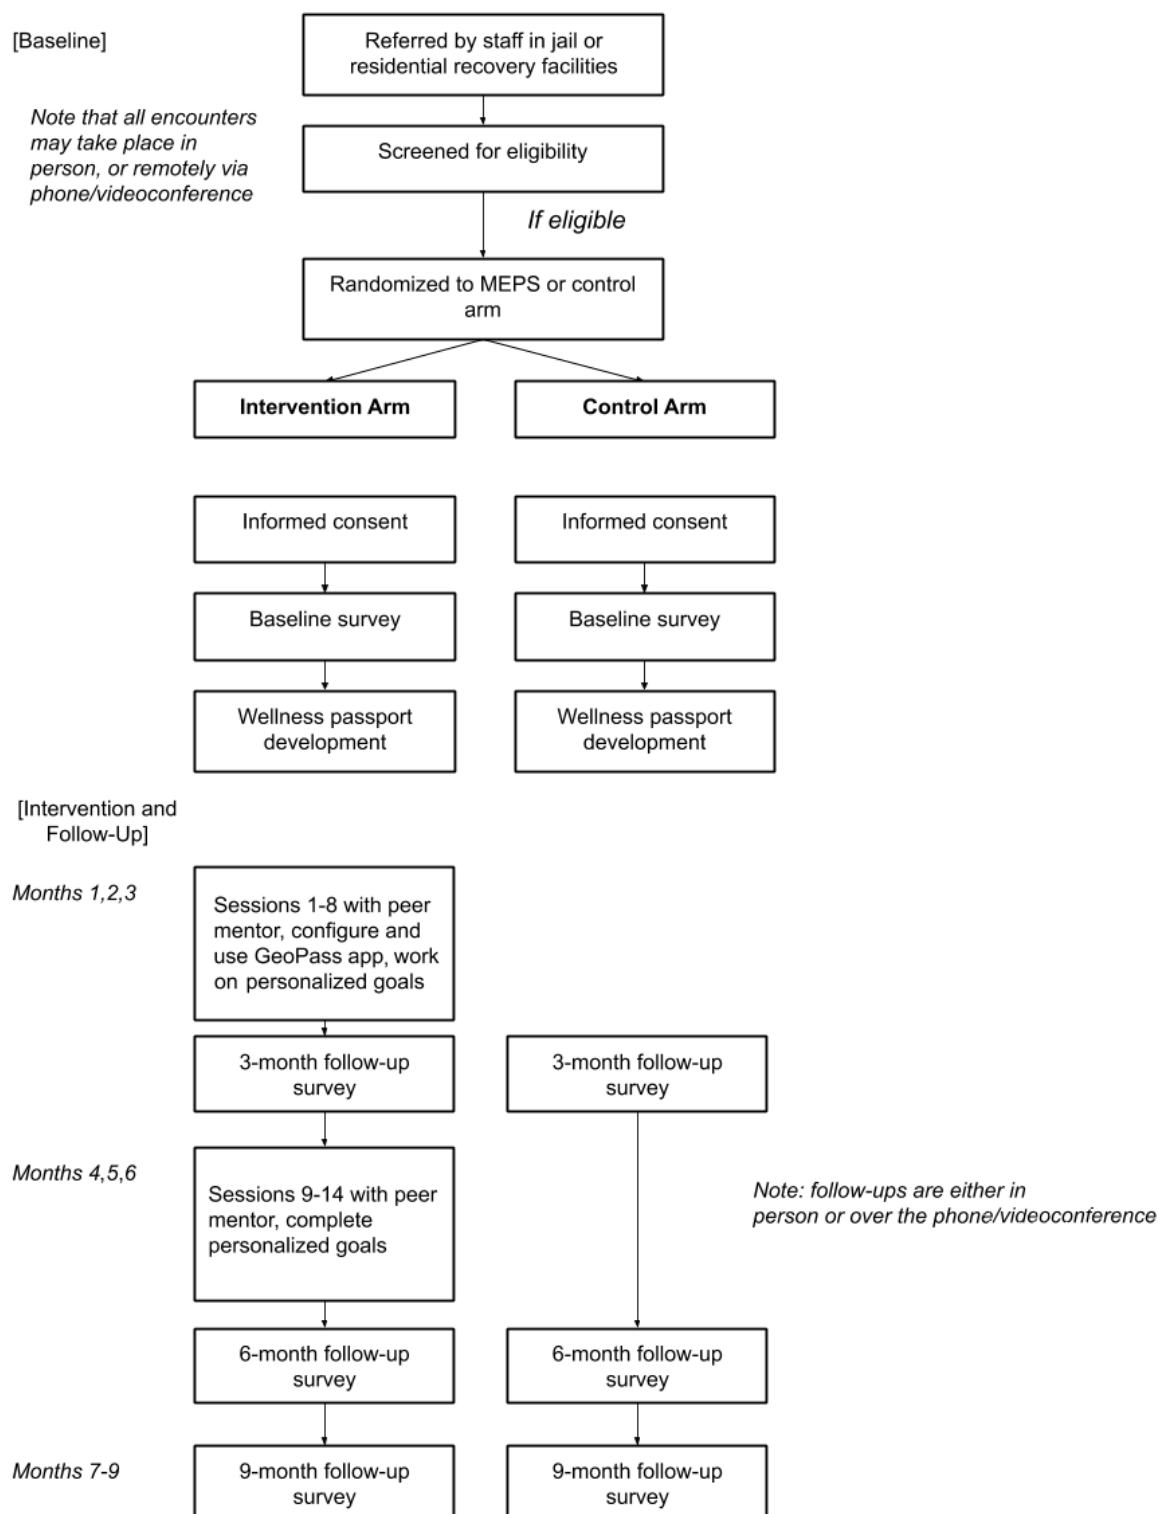 [Baseline]
Referred by staff in jail or
residential recovery facilities
Note that all encounters
may take place in
person, or remotely via
phone/videoconference
Screened for eligibility
If eligible
Randomized to MEPS or control
arm
Intervention Arm
Control Arm
Informed consent
Informed consent
Baseline survey
Baseline survey
Wellness passport
development
Wellness passport
development
[Intervention and
Follow-Up]
Months 1,2,3
Sessions 1-8 with peer
mentor, configure and
use GeoPass app, work
on personalized goals
3-month follow-up
survey
3-month follow-up
survey
Months 4,5,6
Sessions 9-14 with peer
mentor, complete
personalized goals
Note: follow-ups are either in
person or over the phone/videoconference
6-month follow-up
survey
6-month follow-up
survey
Months 7-9
9-month follow-up
survey
9-month follow-up
survey